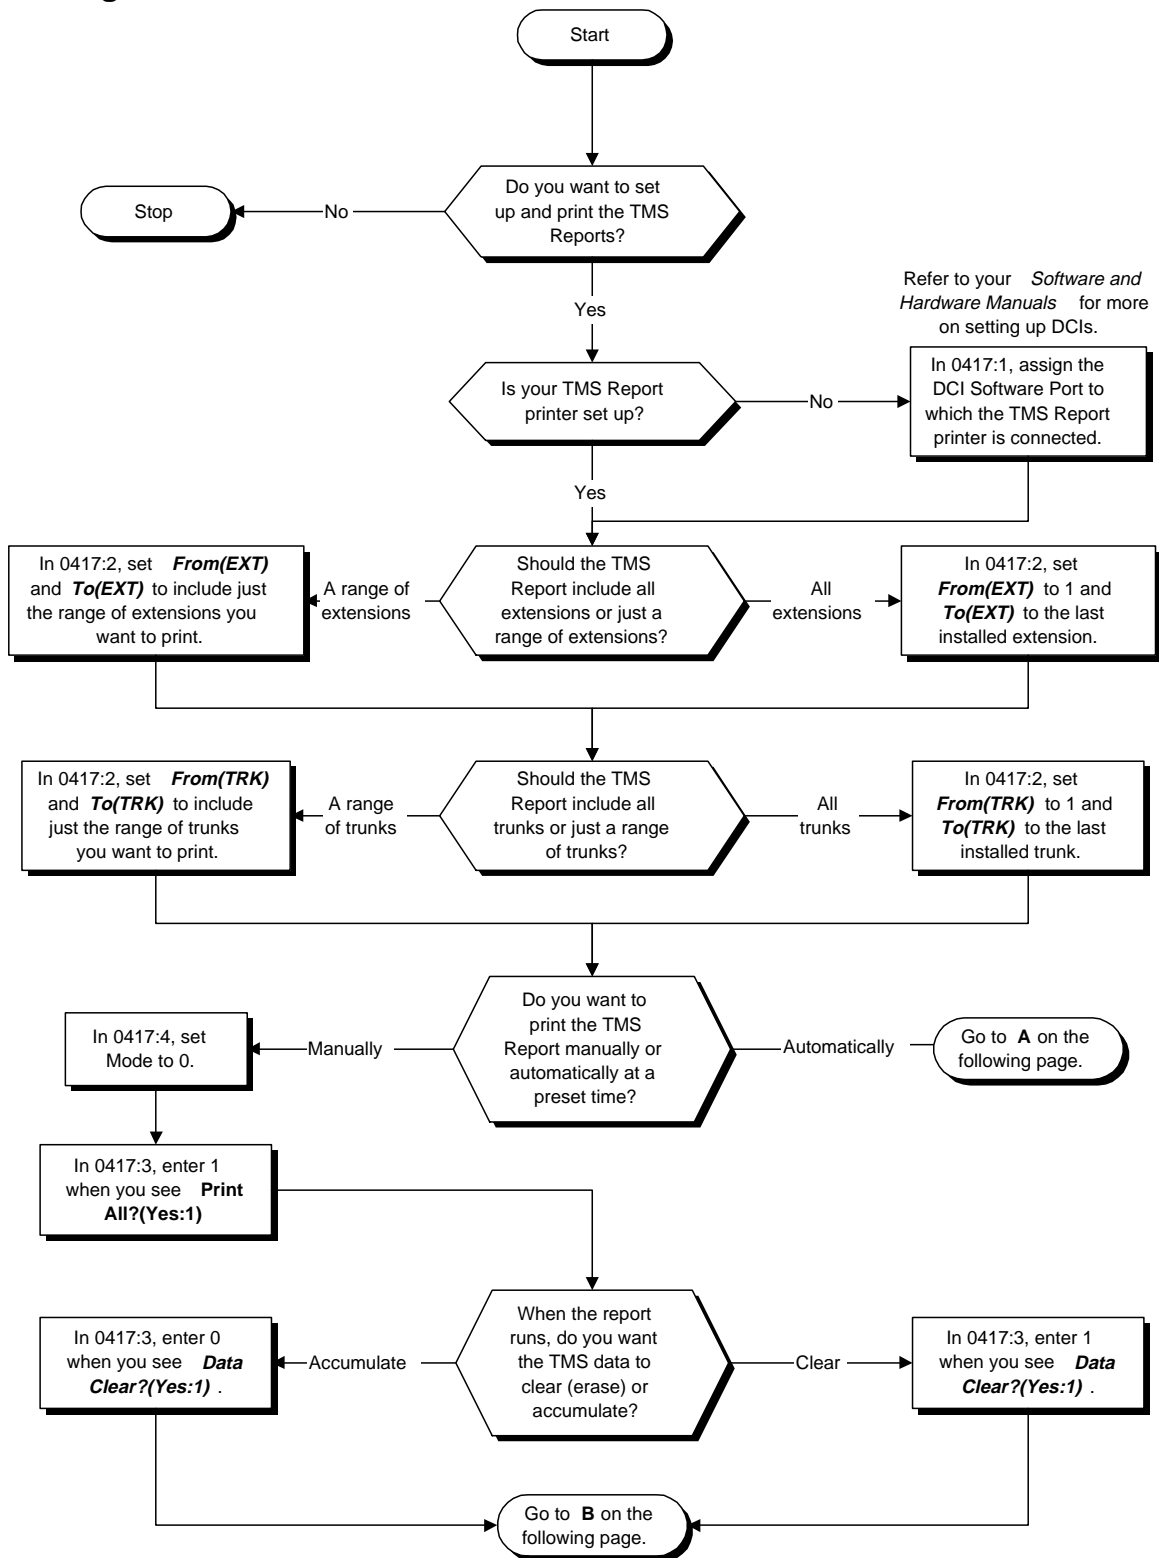 Start
Do you want to set
up and print the TMS
Reports?
No
Stop
Yes
Refer to your Software and
Hardware Manuals for more
on setting up DCIs.
Is your TMS Report
printer set up?
No
In 0417:1, assign the
DCI Software Port to
which the TMS Report
printer is connected.
Yes
Should the TMS
Report include all
extensions or just a
range of extensions?
A range of
extensions
In 0417:2, set From(EXT)
and To(EXT) to include just
the range of extensions you
want to print.
All
extensions
In 0417:2, set
From(EXT) to 1 and
To(EXT) to the last
installed extension.
Should the TMS
Report include all
trunks or just a range
of trunks?
A range
of trunks
In 0417:2, set From(TRK)
and To(TRK) to include
just the range of trunks
you want to print.
All
trunks
In 0417:2, set
From(TRK) to 1 and
To(TRK) to the last
installed trunk.
Do you want to
print the TMS
Report manually or
automatically at a
preset time?
Manually
In 0417:4, set
Mode to 0.
Automatically
Go to A on the
following page.
In 0417:3, enter 1
when you see Print
All?(Yes:1)
When the report
runs, do you want
the TMS data to
clear (erase) or
accumulate?
Accumulate
In 0417:3, enter 0
when you see Data
Clear?(Yes:1) .
Clear
In 0417:3, enter 1
when you see Data
Clear?(Yes:1) .
Go to B on the
following page.